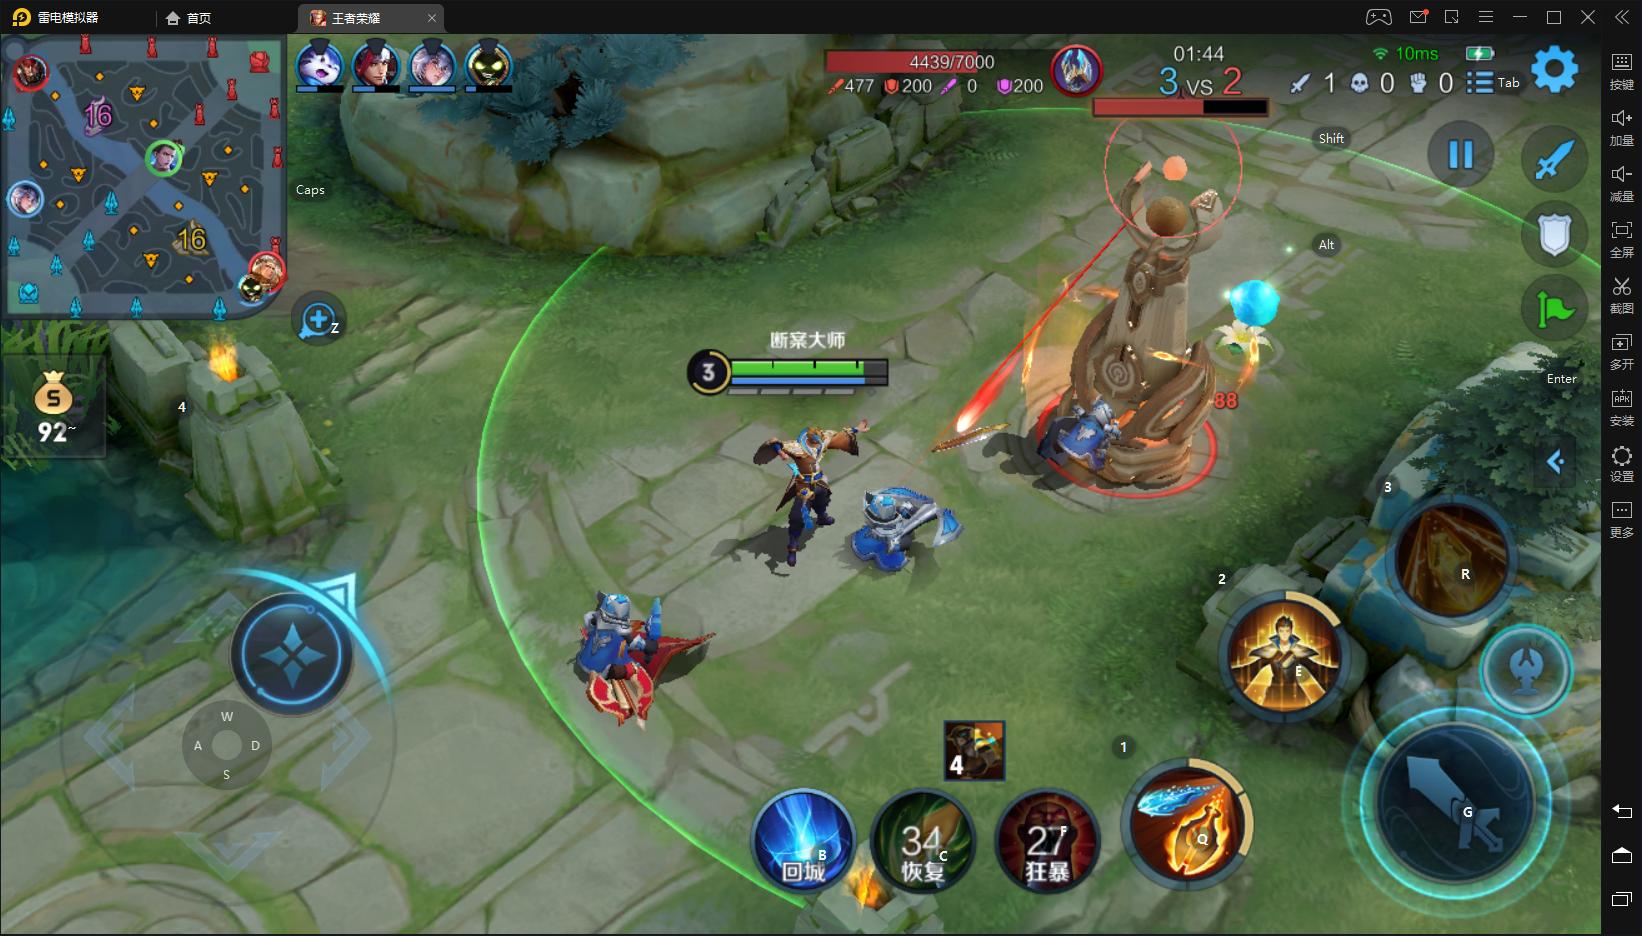 雷电模拟器
首页
王者荣耀
4439/7000
477 200 0 200
01:44
3 vs 2
10ms
1 0 0
Tab
16
16
Caps
Shift
Alt
Z
Enter
92~
4
断案大师
3
88
3
R
2
E
W
A D
S
4
1
B
回城
34
C
恢复
27
F
狂暴
Q
G
按键
加量
减量
全屏
截图
多开
APK
安装
设置
更多